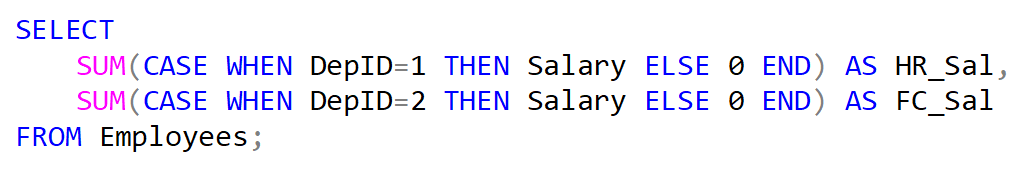 SELECT
    SUM(CASE WHEN DepID=1 THEN Salary ELSE 0 END) AS HR_Sal,
    SUM(CASE WHEN DepID=2 THEN Salary ELSE 0 END) AS FC_Sal
FROM Employees;